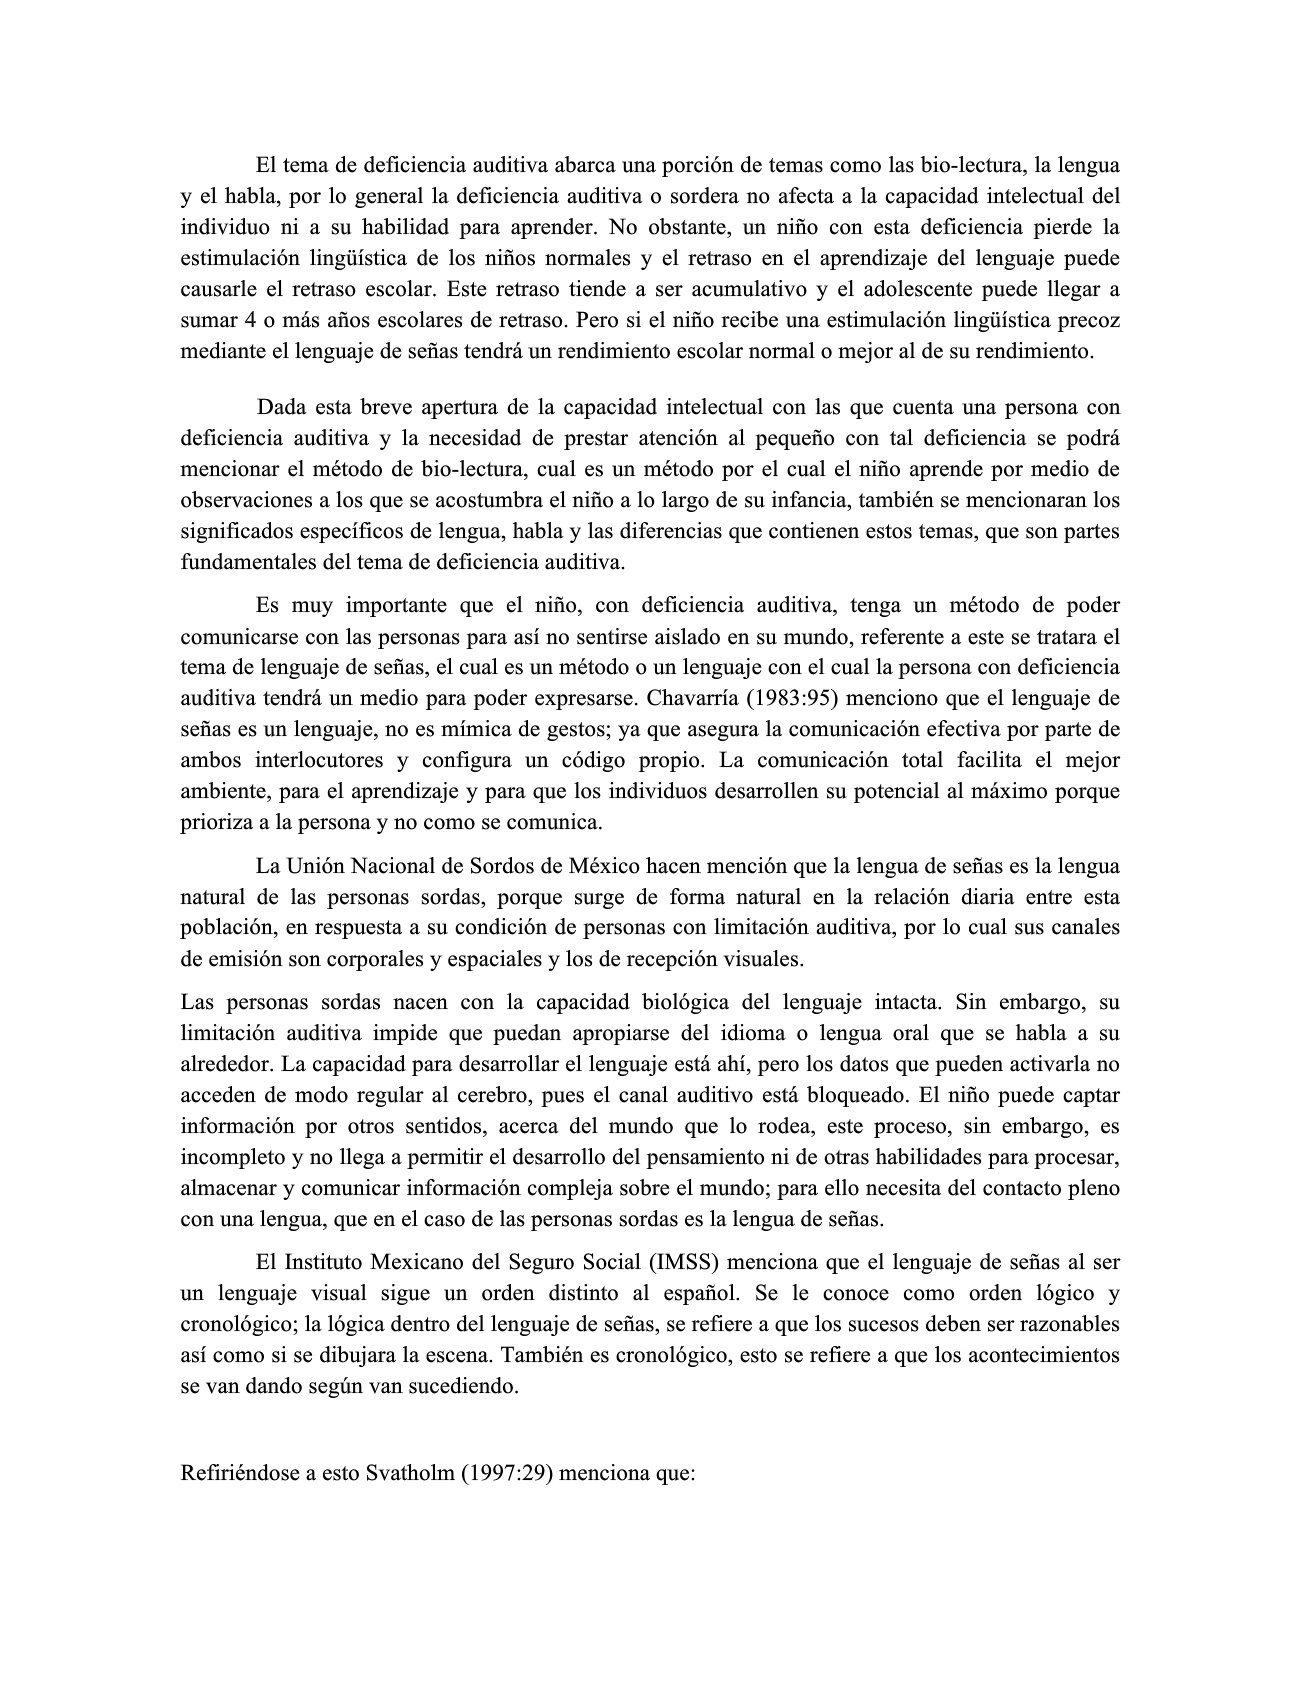 El tema de deficiencia auditiva abarca una porción de temas como las bio-lectura, la lengua
y el habla, por lo general la deficiencia auditiva o sordera no afecta a la capacidad intelectual del
individuo ni a su habilidad para aprender. No obstante, un niño con esta deficiencia pierde la
estimulación lingüística de los niños normales y el retraso en el aprendizaje del lenguaje puede
causarle el retraso escolar. Este retraso tiende a ser acumulativo y el adolescente puede llegar a
sumar 4 o más años escolares de retraso. Pero si el niño recibe una estimulación lingüística precoz
mediante el lenguaje de señas tendrá un rendimiento escolar normal o mejor al de su rendimiento.
Dada esta breve apertura de la capacidad intelectual con las que cuenta una persona con
deficiencia auditiva y la necesidad de prestar atención al pequeño con tal deficiencia se podrá
mencionar el método de bio-lectura, cual es un método por el cual el niño aprende por medio de
observaciones a los que se acostumbra el niño a lo largo de su infancia, también se mencionaran los
significados específicos de lengua, habla y las diferencias que contienen estos temas, que son partes
fundamentales del tema de deficiencia auditiva.
Es muy importante que el niño, con deficiencia auditiva, tenga un método de poder
comunicarse con las personas para así no sentirse aislado en su mundo, referente a este se tratara el
tema de lenguaje de señas, el cual es un método o un lenguaje con el cual la persona con deficiencia
auditiva tendrá un medio para poder expresarse. Chavarría (1983:95) menciono que el lenguaje de
señas es un lenguaje, no es mímica de gestos; ya que asegura la comunicación efectiva por parte de
ambos interlocutores y configura un código propio. La comunicación total facilita el mejor
ambiente, para el aprendizaje y para que los individuos desarrollen su potencial al máximo porque
prioriza a la persona y no como se comunica.
La Unión Nacional de Sordos de México hacen mención que la lengua de señas es la lengua
natural de las personas sordas, porque surge de forma natural en la relación diaria entre esta
población, en respuesta a su condición de personas con limitación auditiva, por lo cual sus canales
de emisión son corporales y espaciales y los de recepción visuales.
Las personas sordas nacen con la capacidad biológica del lenguaje intacta. Sin embargo, su
limitación auditiva impide que puedan apropiarse del idioma o lengua oral que se habla a su
alrededor. La capacidad para desarrollar el lenguaje está ahí, pero los datos que pueden activarla no
acceden de modo regular al cerebro, pues el canal auditivo está bloqueado. El niño puede captar
información por otros sentidos, acerca del mundo que lo rodea, este proceso, sin embargo, es
incompleto y no llega a permitir el desarrollo del pensamiento ni de otras habilidades para procesar,
almacenar y comunicar información compleja sobre el mundo; para ello necesita del contacto pleno
con una lengua, que en el caso de las personas sordas es la lengua de señas.
El Instituto Mexicano del Seguro Social (IMSS) menciona que el lenguaje de señas al ser
un lenguaje visual sigue un orden distinto al español. Se le conoce como orden lógico y
cronológico; la lógica dentro del lenguaje de señas, se refiere a que los sucesos deben ser razonables
así como si se dibujara la escena. También es cronológico, esto se refiere a que los acontecimientos
se van dando según van sucediendo.
Refiriéndose a esto Svatholm (1997:29) menciona que: